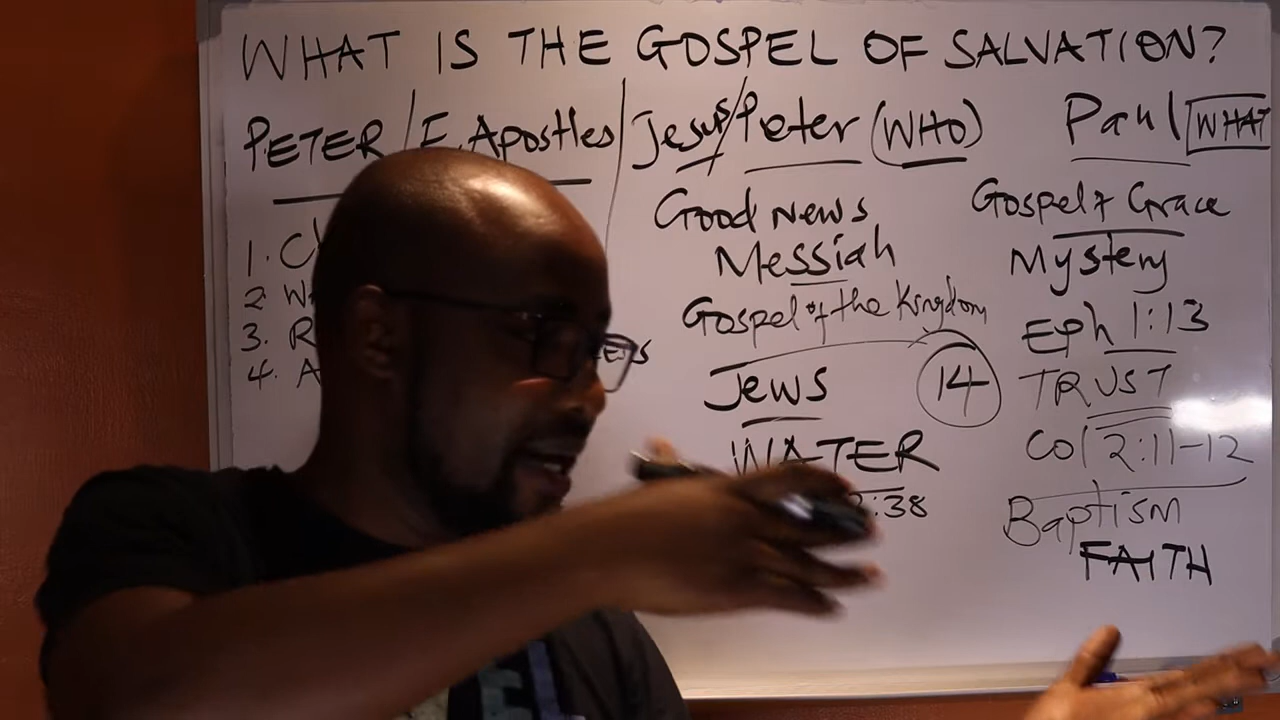 WHAT IS THE GOSPEL OF SALVATION?
PETER / Apostles / Jesus / Peter (WHO) Paul WHAT
1.
2.
3.
4.
Good News
Messiah
Gospel of the Kingdom
Jews
14
WATER
:38
Gospel of Grace
Mystery
Eph 1:13
TRUST
Col 2:11-12
Baptism
FAITH